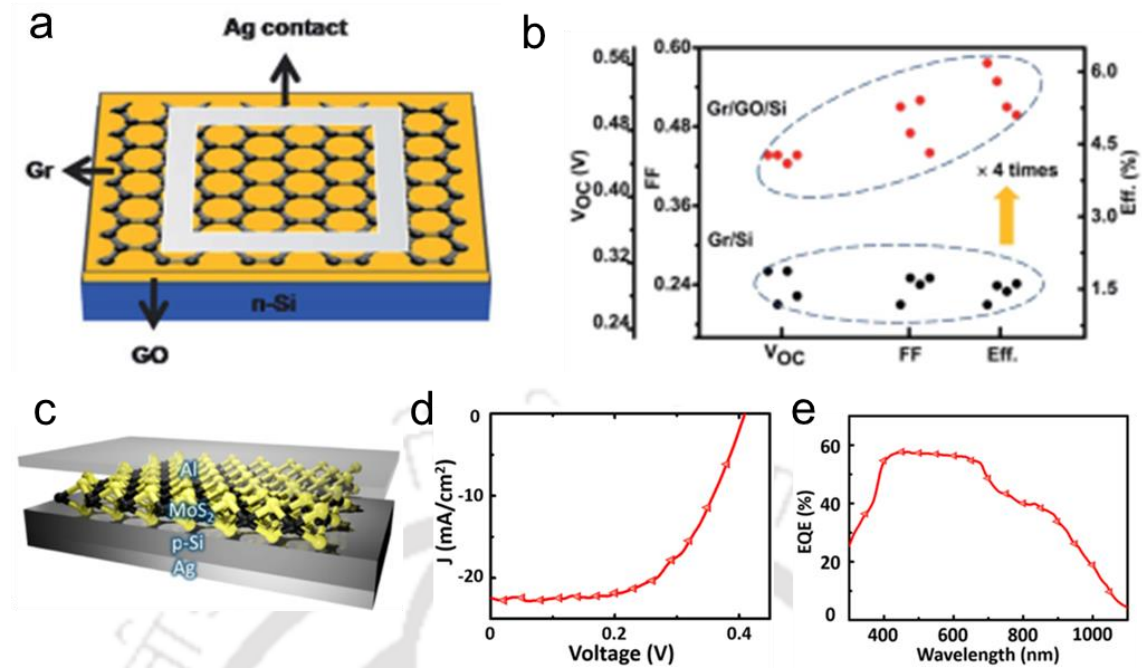 a
Ag contact
Gr
n-Si
GO
b
V_OC (V)
0.56
0.48
0.40
0.32
0.24
FF
0.60
0.48
0.36
0.24
Gr/GO/Si
× 4 times
Gr/Si
V_OC
FF
Eff.
6.0
4.5
3.0
1.5
Eff. (%)
c
Al
MoS₂
p-Si
Ag
d
J (mA/cm²)
0
-10
-20
0
0.2
0.4
Voltage (V)
e
EQE (%)
80
60
40
20
0
400
600
800
1000
Wavelength (nm)